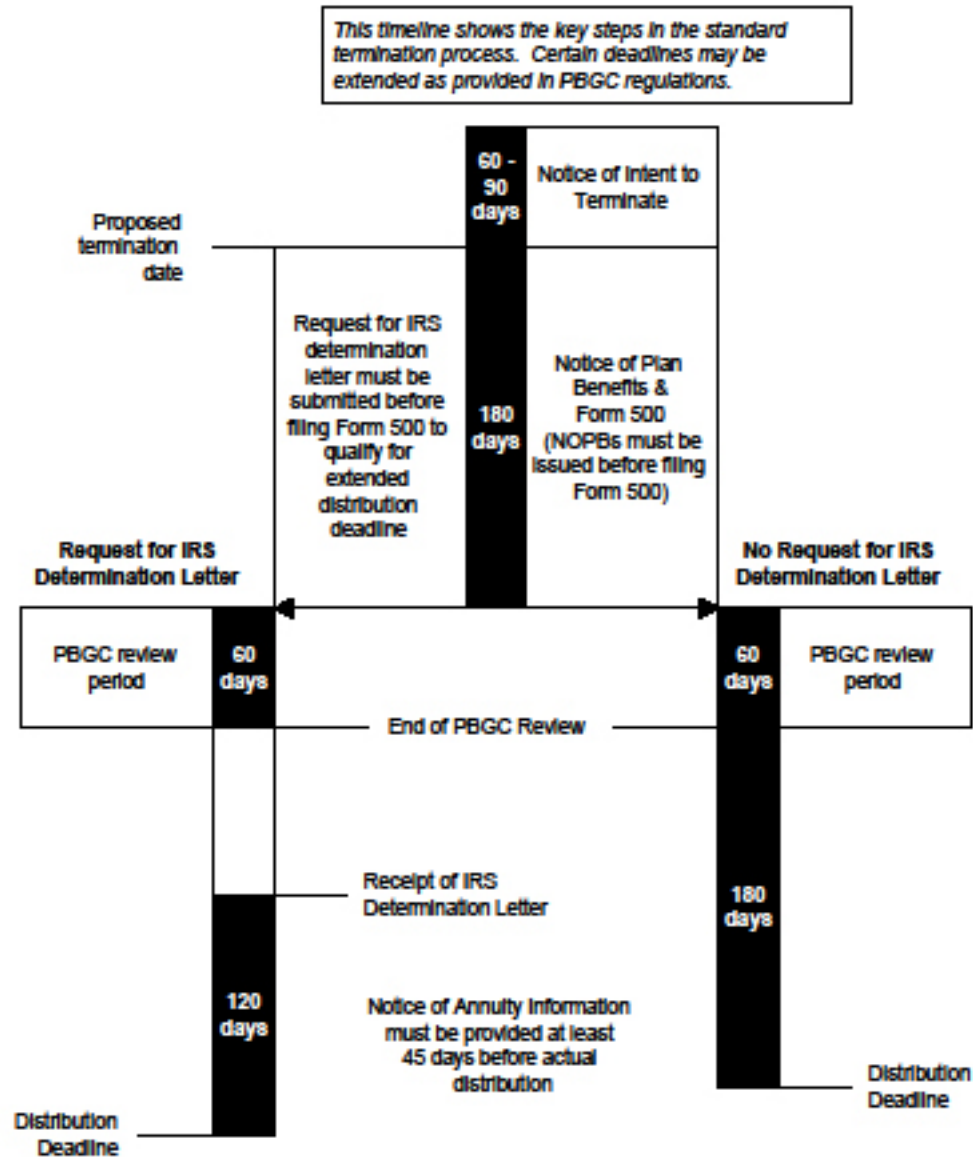 This timeline shows the key steps in the standard
termination process. Certain deadlines may be
extended as provided in PBGC regulations.
60 -
90
days
Notice of Intent to
Terminate
Proposed
termination
date
Request for IRS
determination
letter must be
submitted before
filing Form 500 to
qualify for
extended
distribution
deadline
180
days
Notice of Plan
Benefits &
Form 500
(NOPBs must be
issued before filing
Form 500)
Request for IRS
Determination Letter
No Request for IRS
Determination Letter
PBGC review
period
60
days
60
days
PBGC review
period
End of PBGC Review
Receipt of IRS
Determination Letter
180
days
120
days
Notice of Annuity Information
must be provided at least
45 days before actual
distribution
Distribution
Deadline
Distribution
Deadline